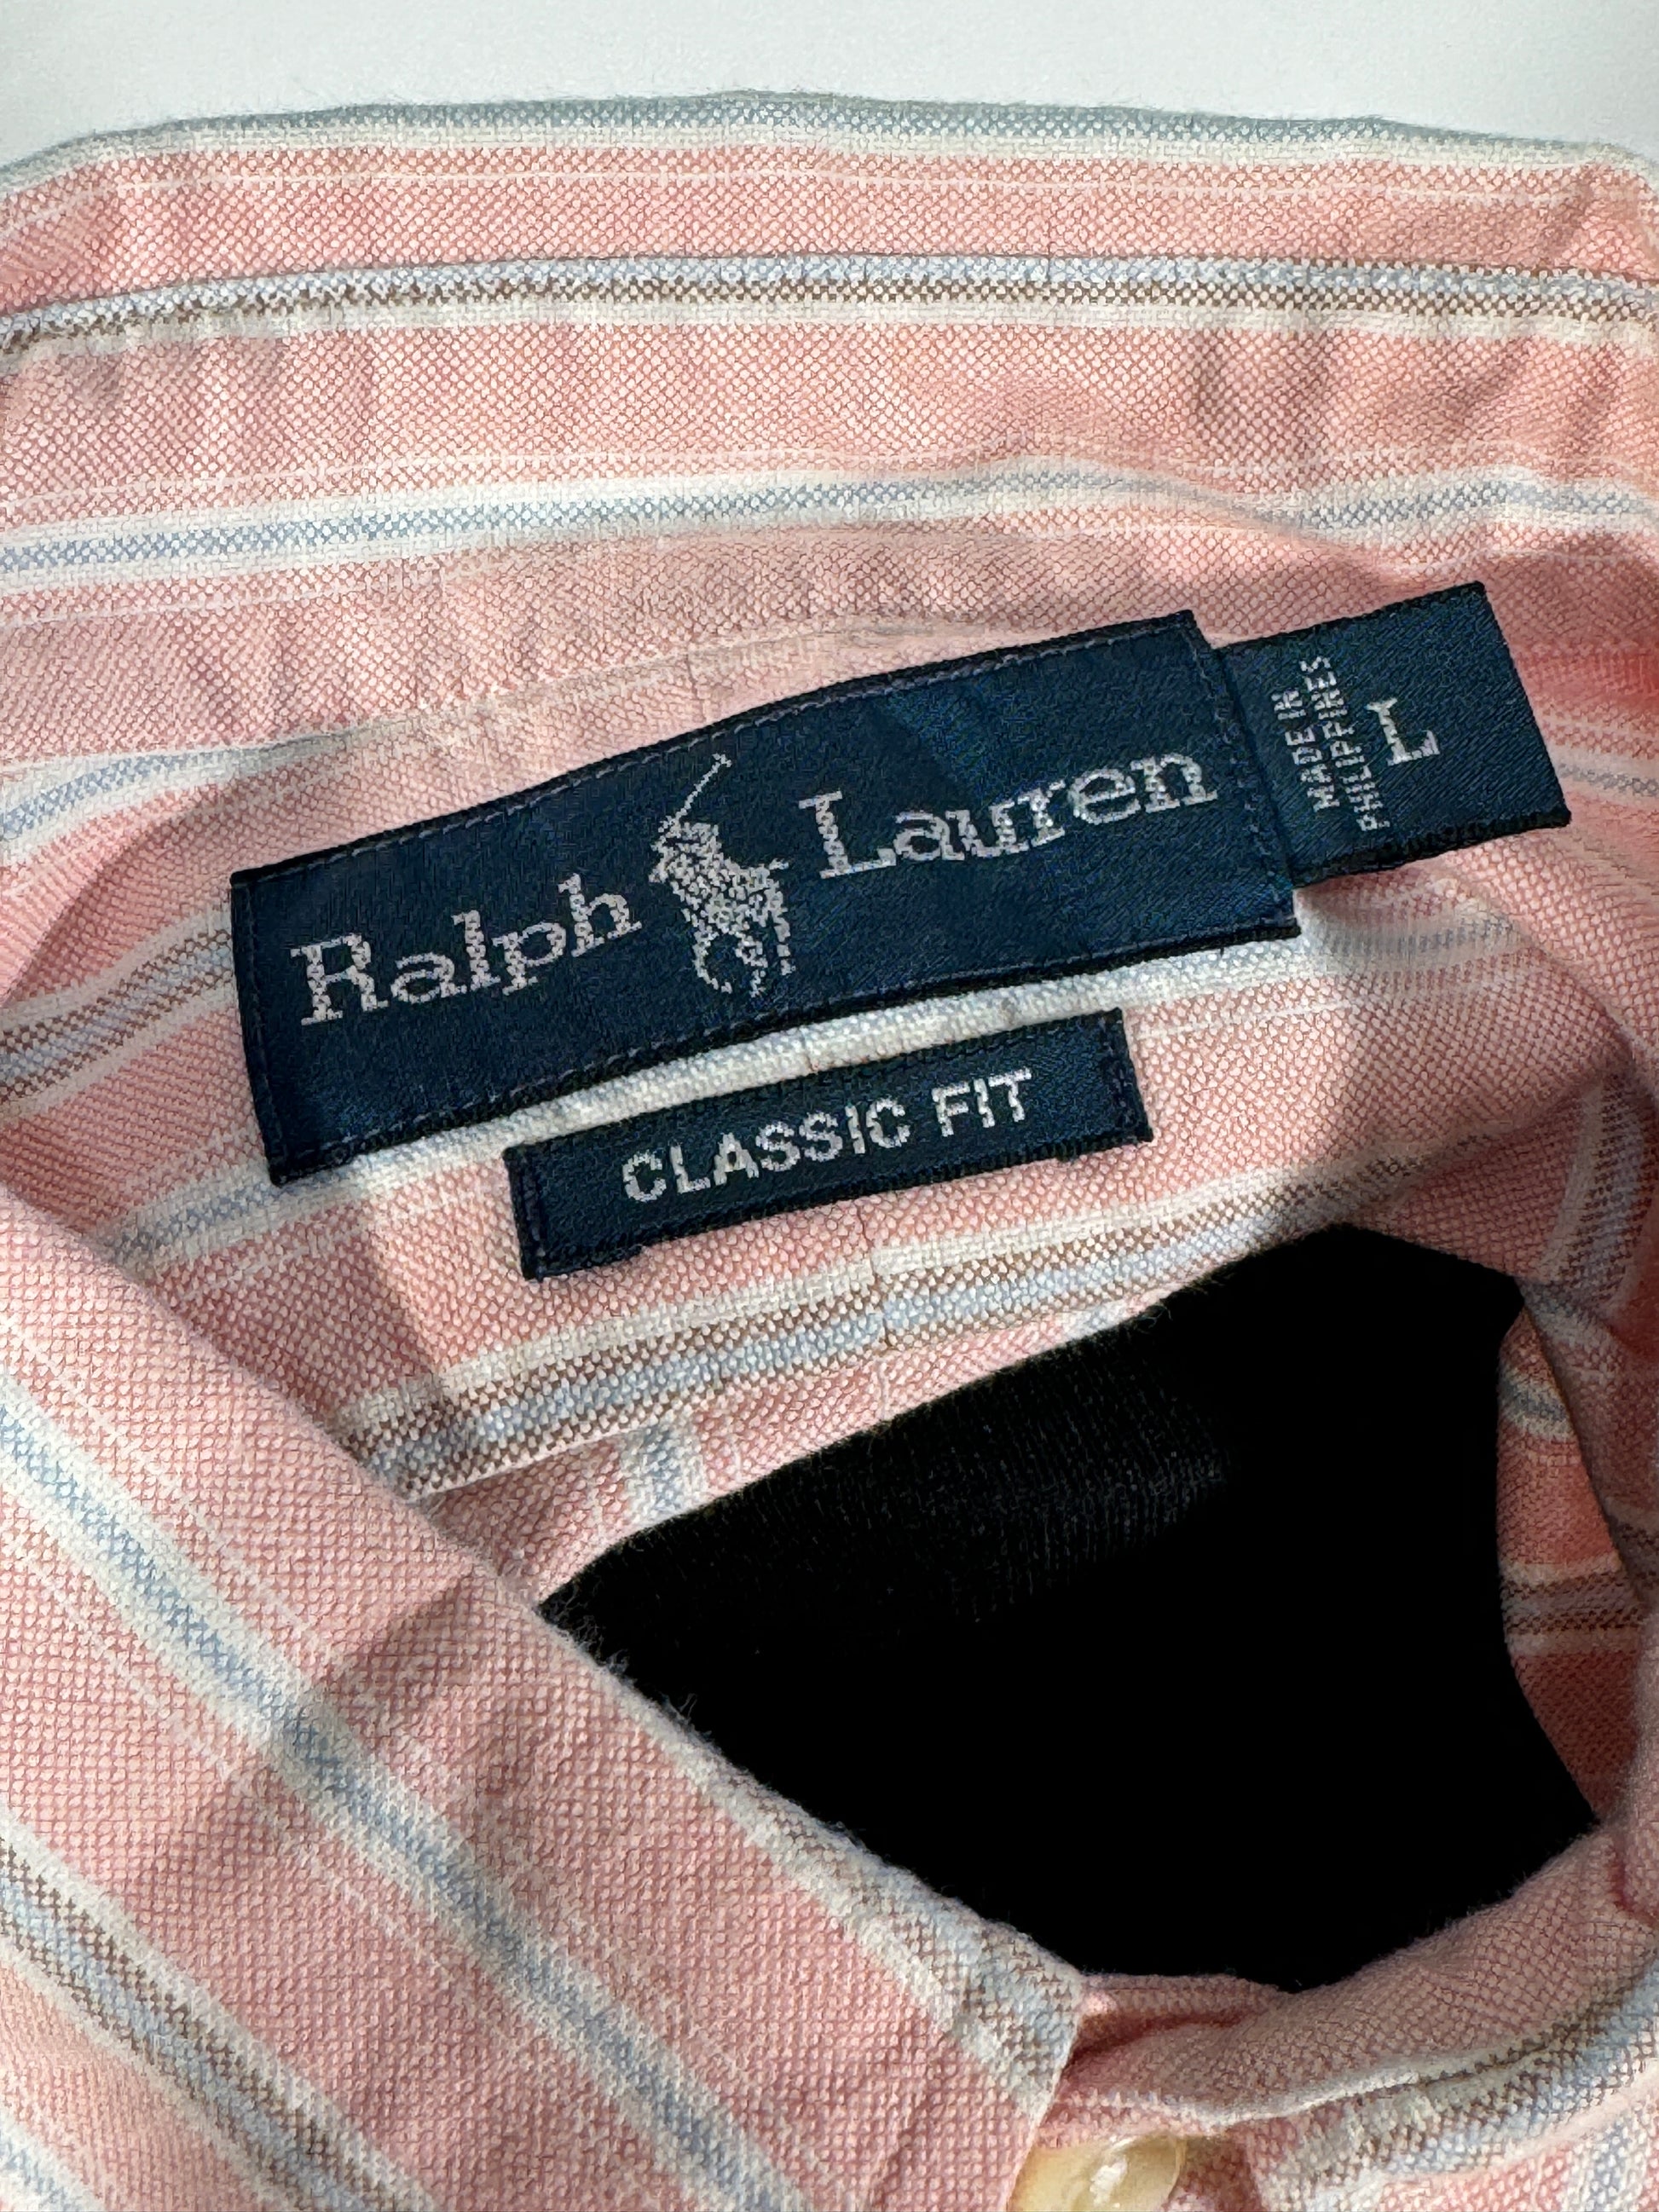 Ralph Lauren
MADE IN
PHILIPPINES
L
CLASSIC FIT